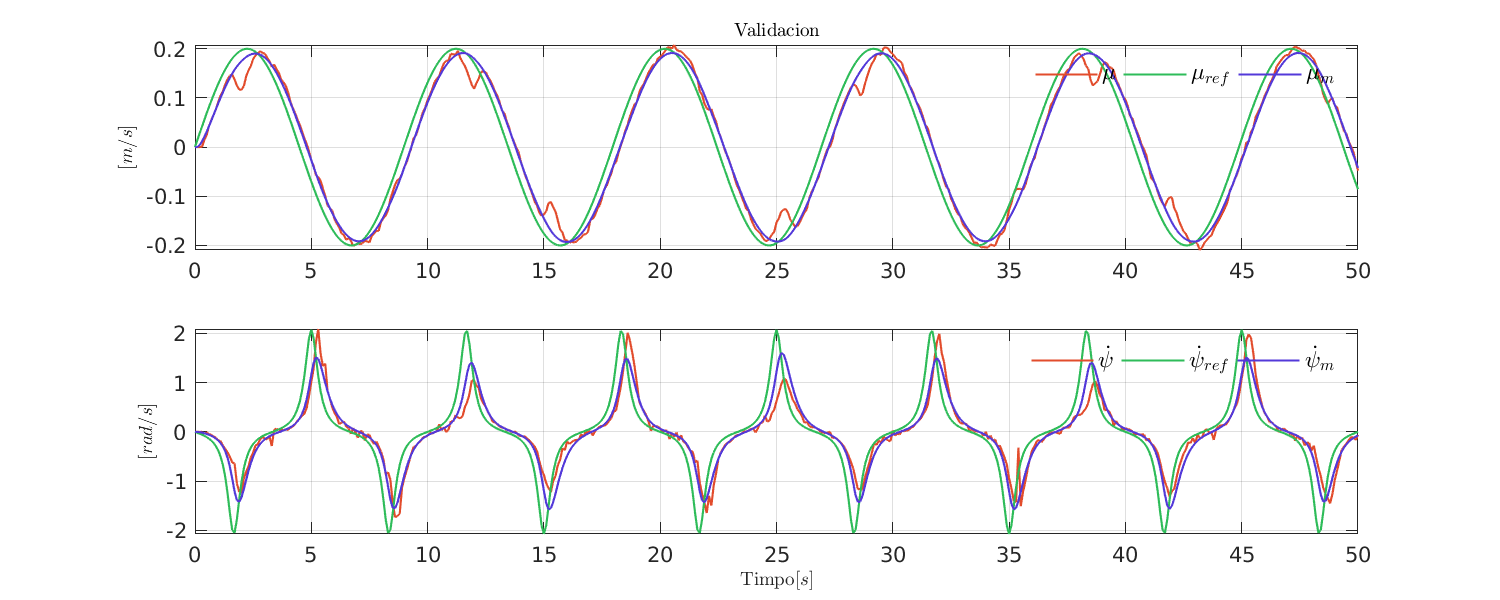 Validacion
0.2
0.1
0
-0.1
-0.2
[m/s]
μ μ_ref μ_m
0 5 10 15 20 25 30 35 40 45 50
2
1
0
-1
-2
[rad/s]
ψ̇ ψ̇_ref ψ̇_m
0 5 10 15 20 25 30 35 40 45 50
Timpo[s]